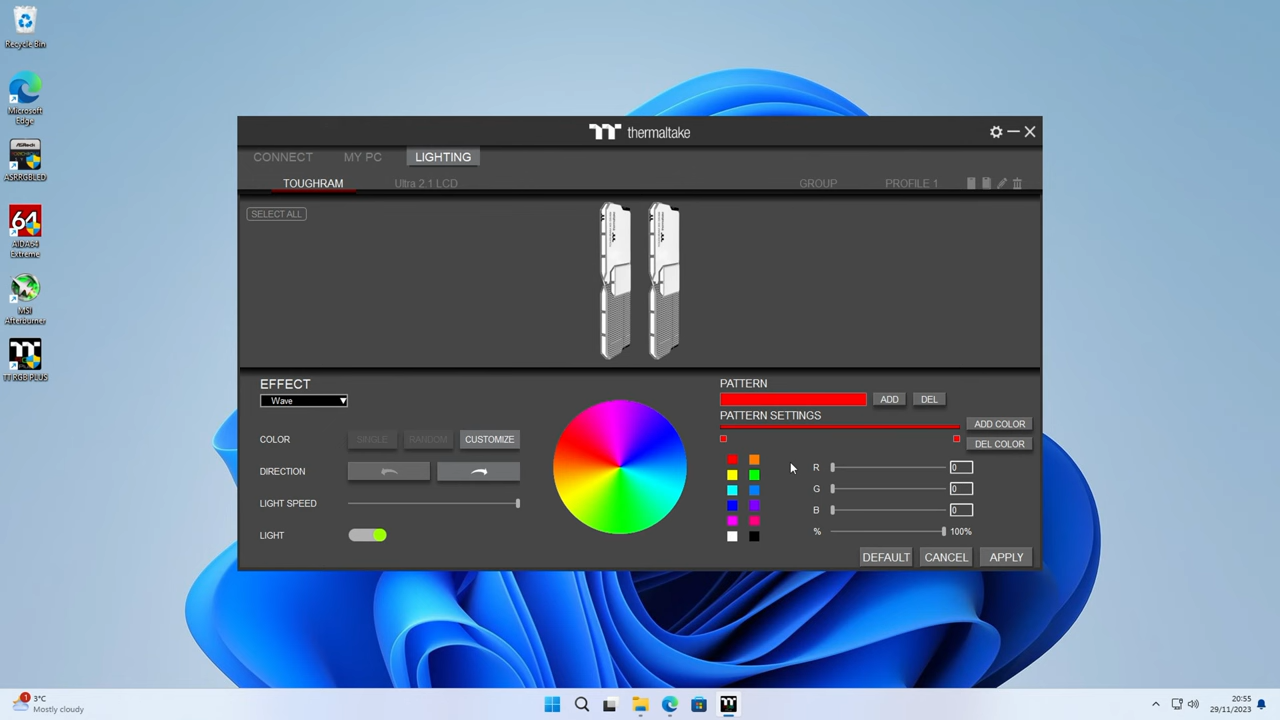 Recycle Bin
Microsoft
Edge
ASRock
ASRRGBLED
64
AIDA64
Extreme
MSI
Afterburner
TT RGB PLUS
thermaltake
CONNECT
MY PC
LIGHTING
TOUGHRAM
Ultra 2.1 LCD
GROUP
PROFILE 1
SELECT ALL
EFFECT
Wave
COLOR
SINGLE
RANDOM
CUSTOMIZE
DIRECTION
LIGHT SPEED
LIGHT
PATTERN
ADD
DEL
PATTERN SETTINGS
ADD COLOR
DEL COLOR
R
0
G
0
B
0
%
100%
DEFAULT
CANCEL
APPLY
1
3°C
Mostly cloudy
20:55
29/11/2023